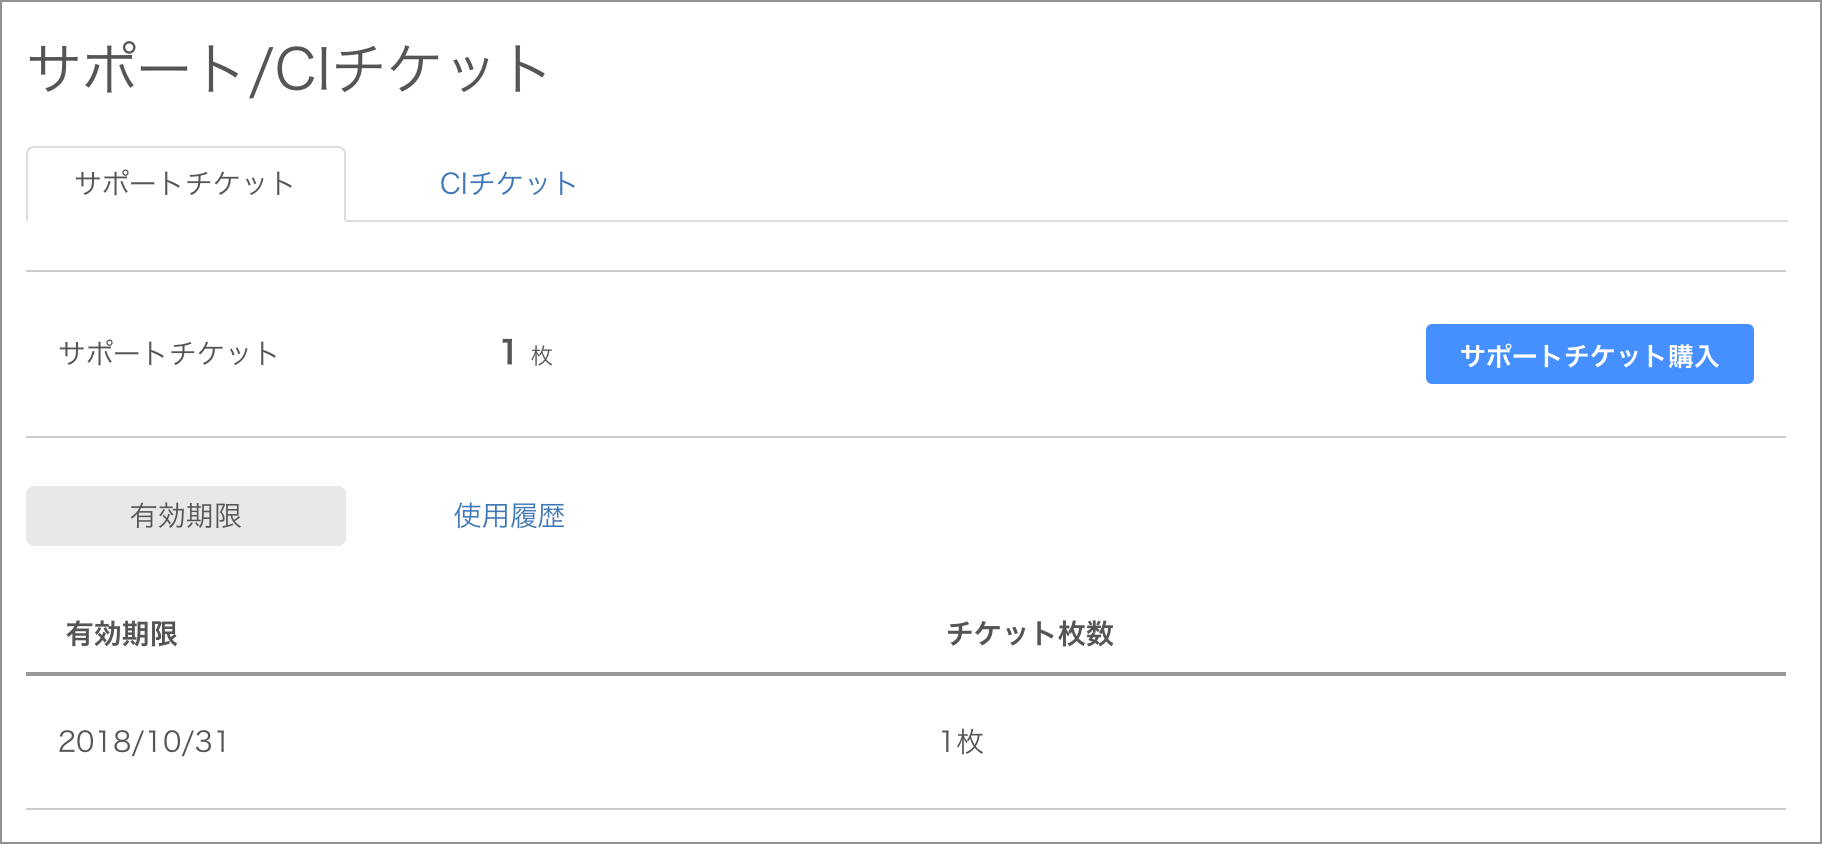 サポート/CIチケット
サポートチケット CIチケット
サポートチケット 1 枚 サポートチケット購入
有効期限 使用履歴
有効期限 チケット枚数
2018/10/31 1枚